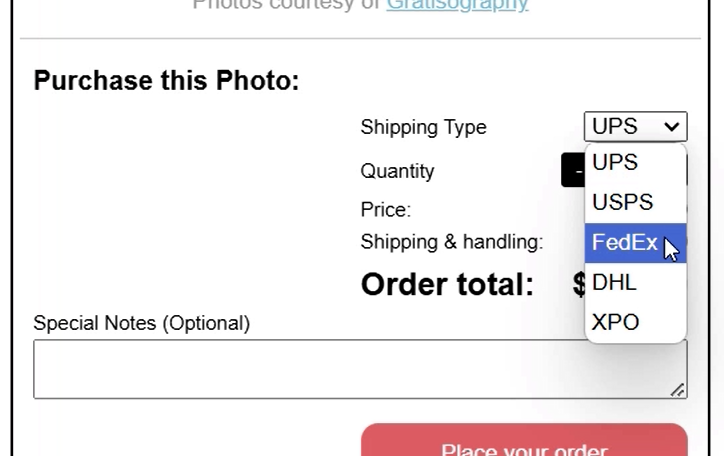 Photos courtesy of Gratisography
Purchase this Photo:
Shipping Type UPS
UPS
Quantity -
USPS
Price:
Shipping & handling: FedEx
Order total: $
DHL
Special Notes (Optional)
XPO
Place your order